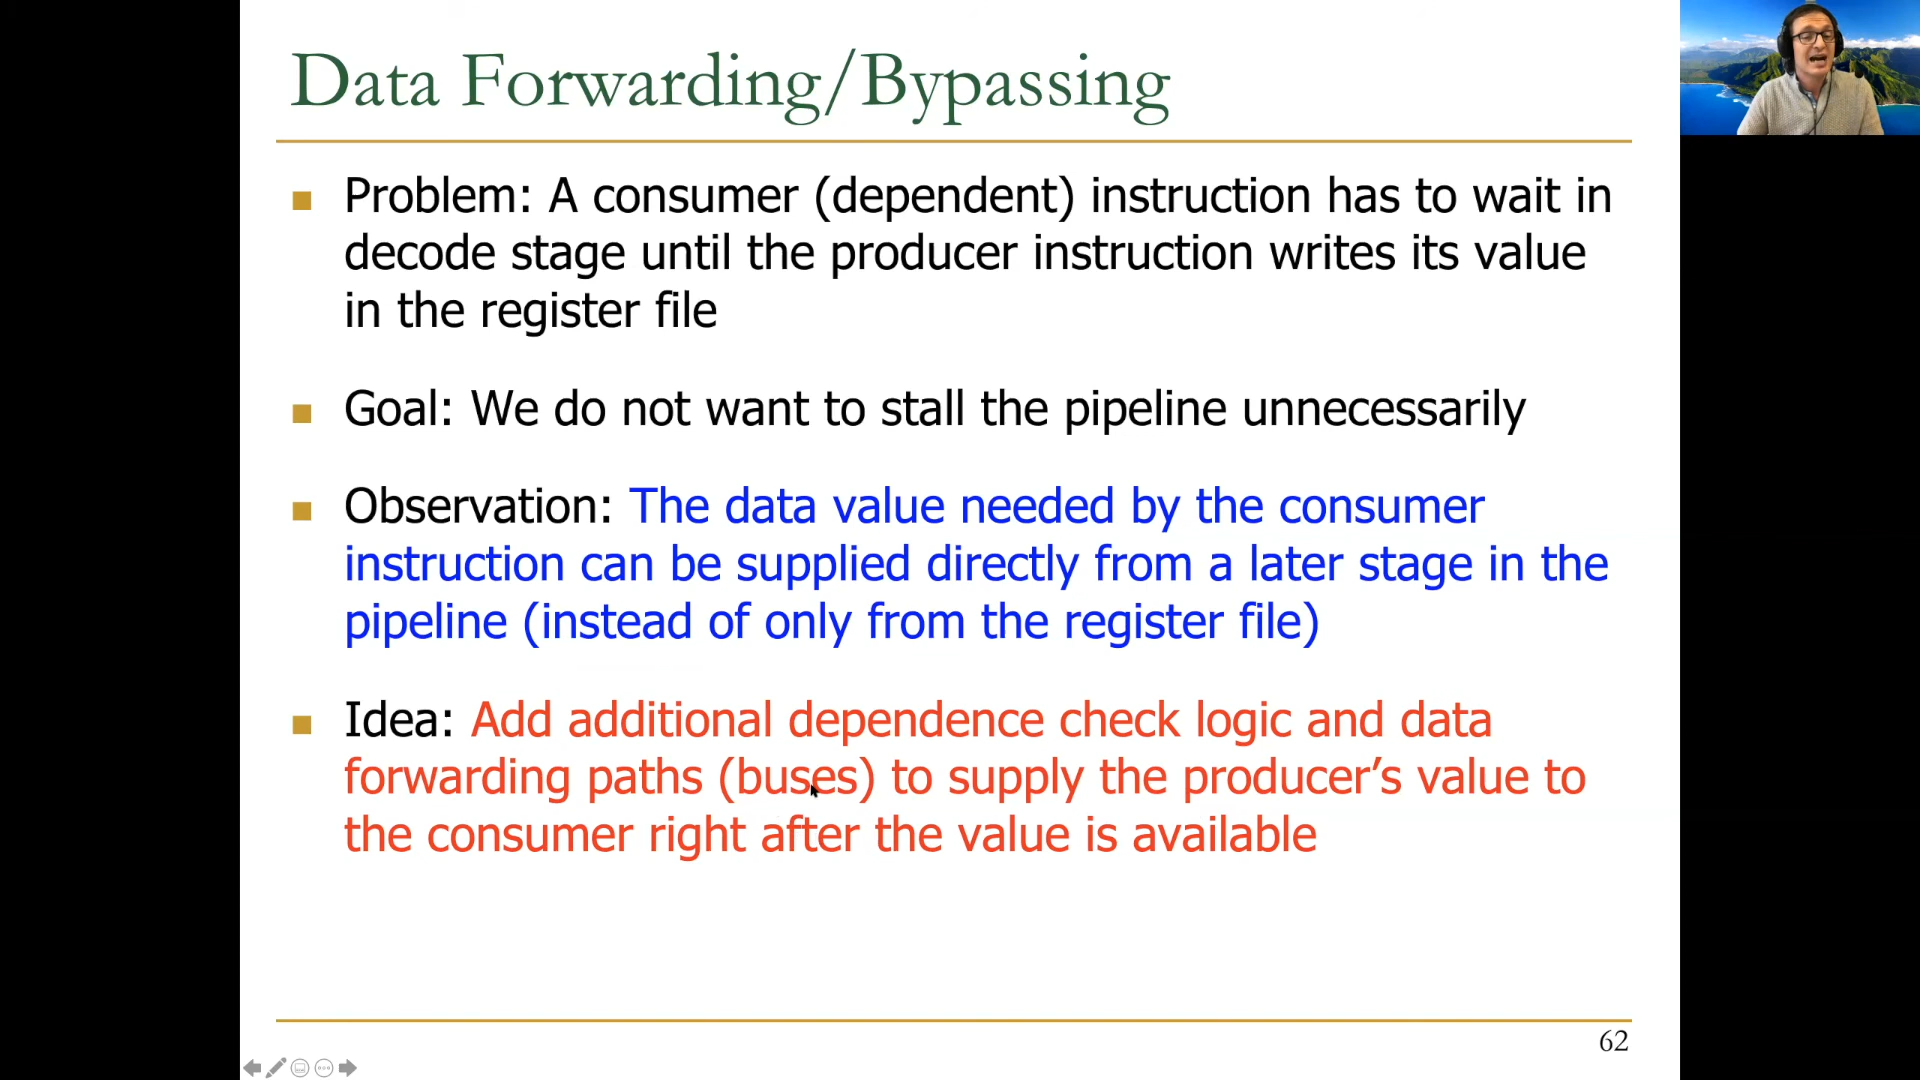 Data Forwarding/Bypassing
Problem: A consumer (dependent) instruction has to wait in
decode stage until the producer instruction writes its value
in the register file
Goal: We do not want to stall the pipeline unnecessarily
Observation: The data value needed by the consumer
instruction can be supplied directly from a later stage in the
pipeline (instead of only from the register file)
Idea: Add additional dependence check logic and data
forwarding paths (buses) to supply the producer’s value to
the consumer right after the value is available
62